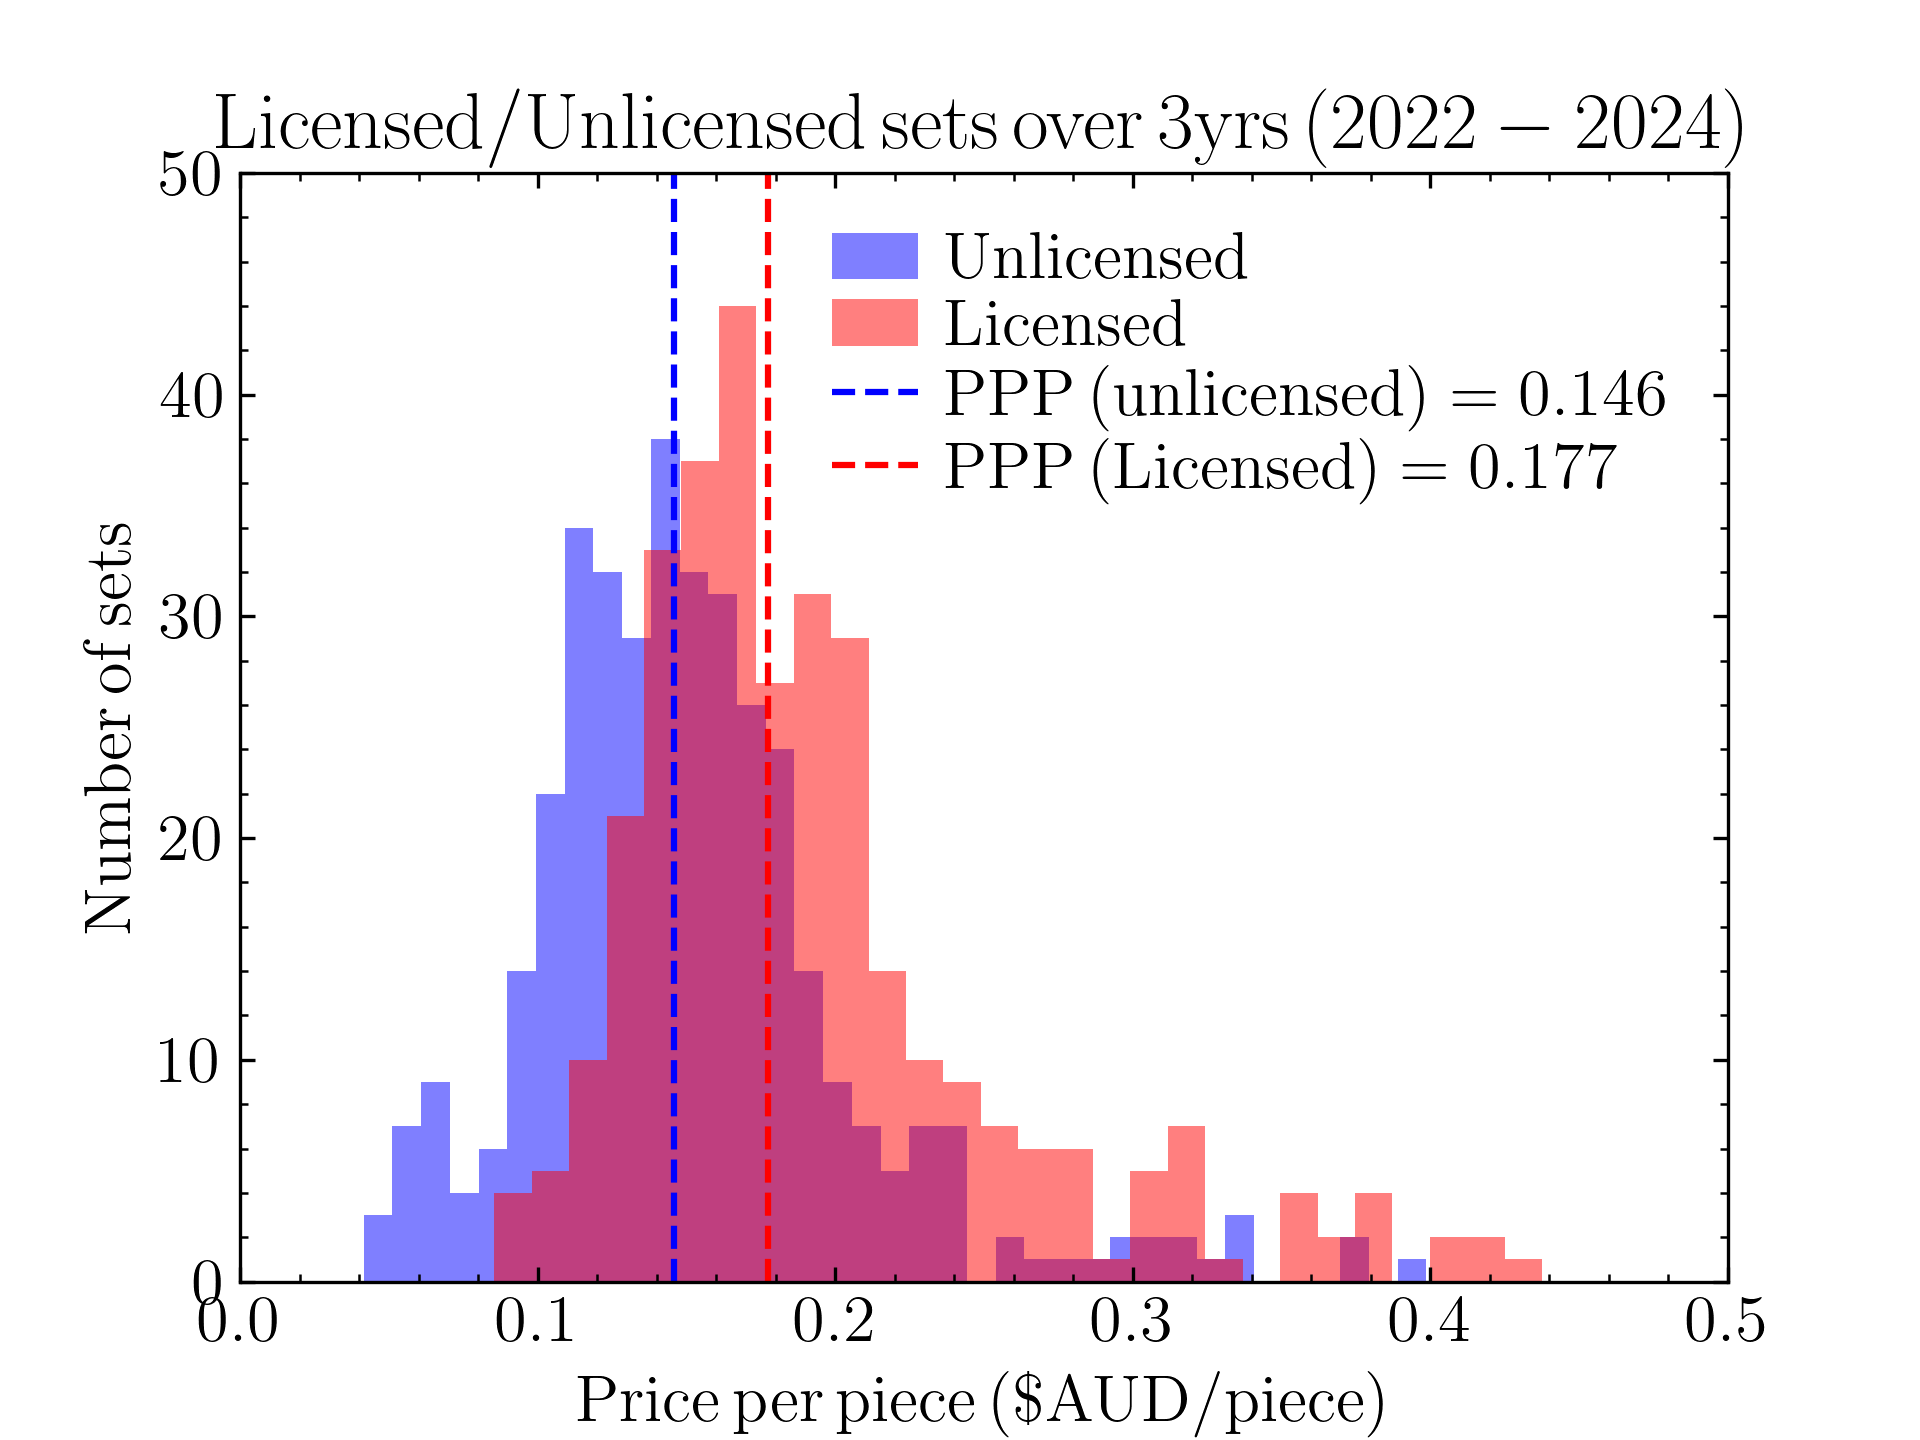 Licensed/Unlicensed sets over 3yrs (2022 − 2024)
Unlicensed
Licensed
PPP (unlicensed) = 0.146
PPP (Licensed) = 0.177
50
40
30
20
10
0
Number of sets
0.0 0.1 0.2 0.3 0.4 0.5
Price per piece ($AUD/piece)